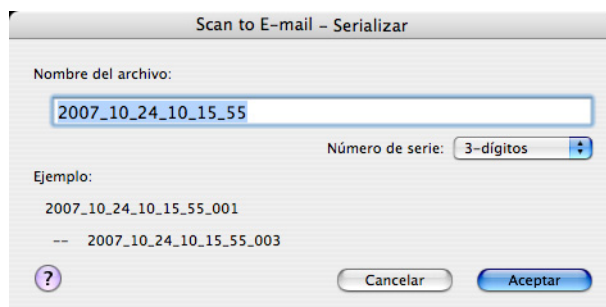 Scan to E-mail – Serializar
Nombre del archivo:
2007_10_24_10_15_55
Número de serie: 3-dígitos
Ejemplo:
2007_10_24_10_15_55_001
-- 2007_10_24_10_15_55_003
? Cancelar Aceptar